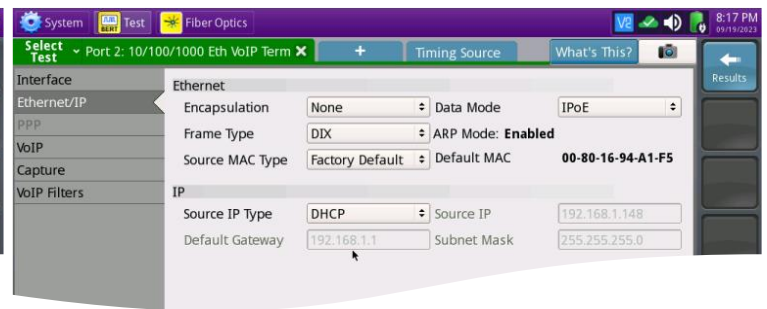 System Test Fiber Optics V2 8:17 PM
BERT 09/19/2023
Select Test Port 2: 10/100/1000 Eth VoIP Term + Timing Source What's This? Results
Interface
Ethernet/IP
PPP
VoIP
Capture
VoIP Filters
Ethernet
Encapsulation None Data Mode IPoE
Frame Type DIX ARP Mode: Enabled
Source MAC Type Factory Default Default MAC 00-80-16-94-A1-F5
IP
Source IP Type DHCP Source IP 192.168.1.148
Default Gateway 192.168.1.1 Subnet Mask 255.255.255.0